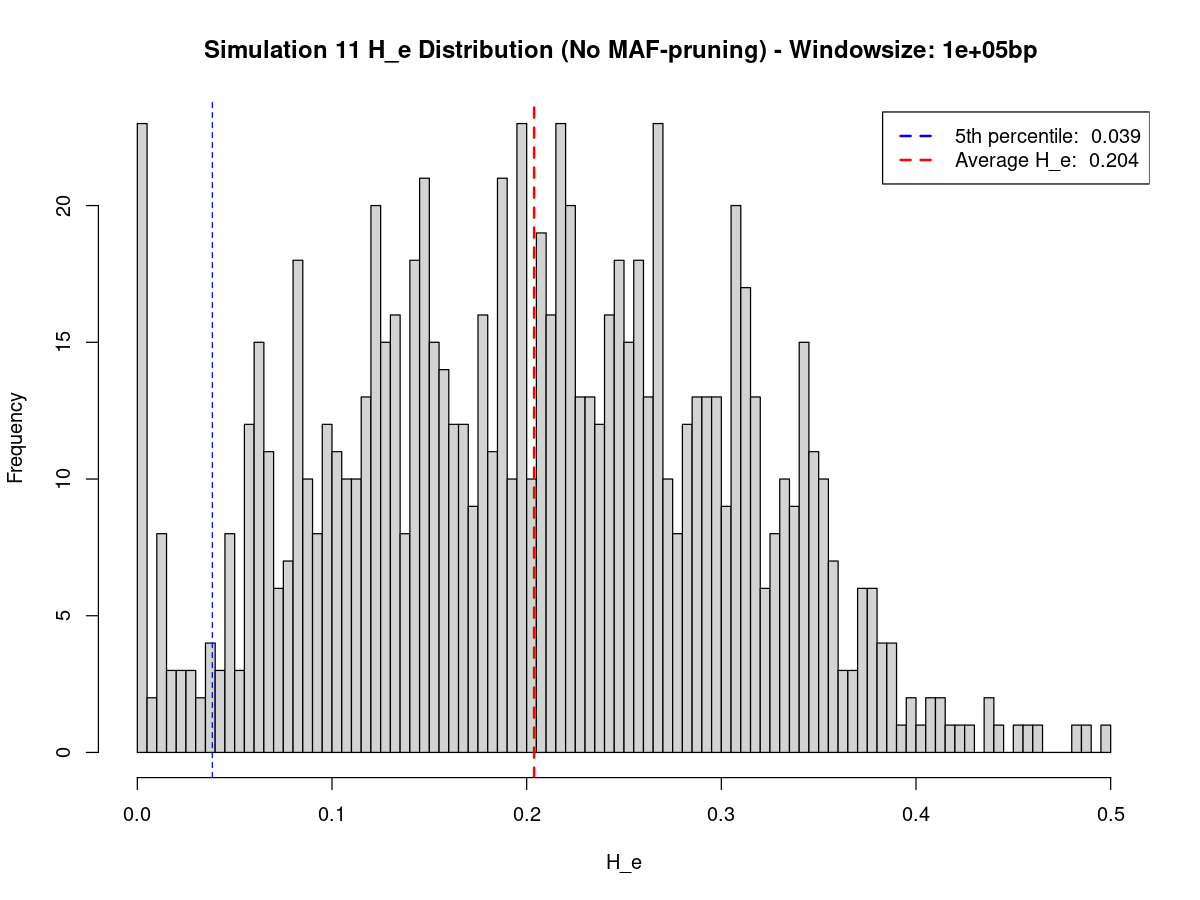 Simulation 11 H_e Distribution (No MAF-pruning) - Windowsize: 1e+05bp
5th percentile: 0.039
Average H_e: 0.204
Frequency
20
15
10
5
0
0.0 0.1 0.2 0.3 0.4 0.5
H_e